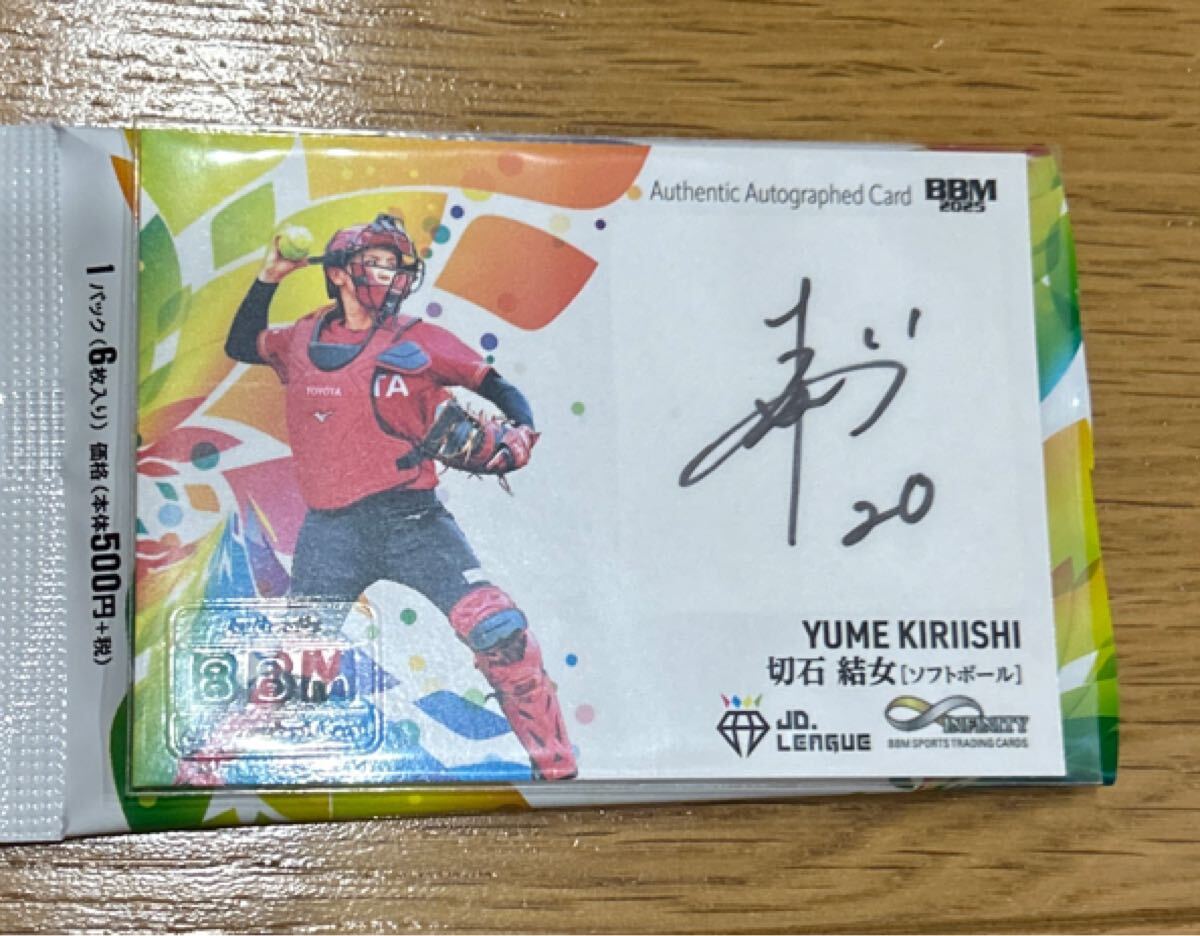 1パック(6枚入り) 価格(本体500円+税)
Authentic Autographed Card
BBM
2025
TOYOTA
TA
20
BBM
YUME KIRIISHI
切石 結女[ソフトボール]
JD.
LEAGUE
INFINITY
BBM SPORTS TRADING CARDS